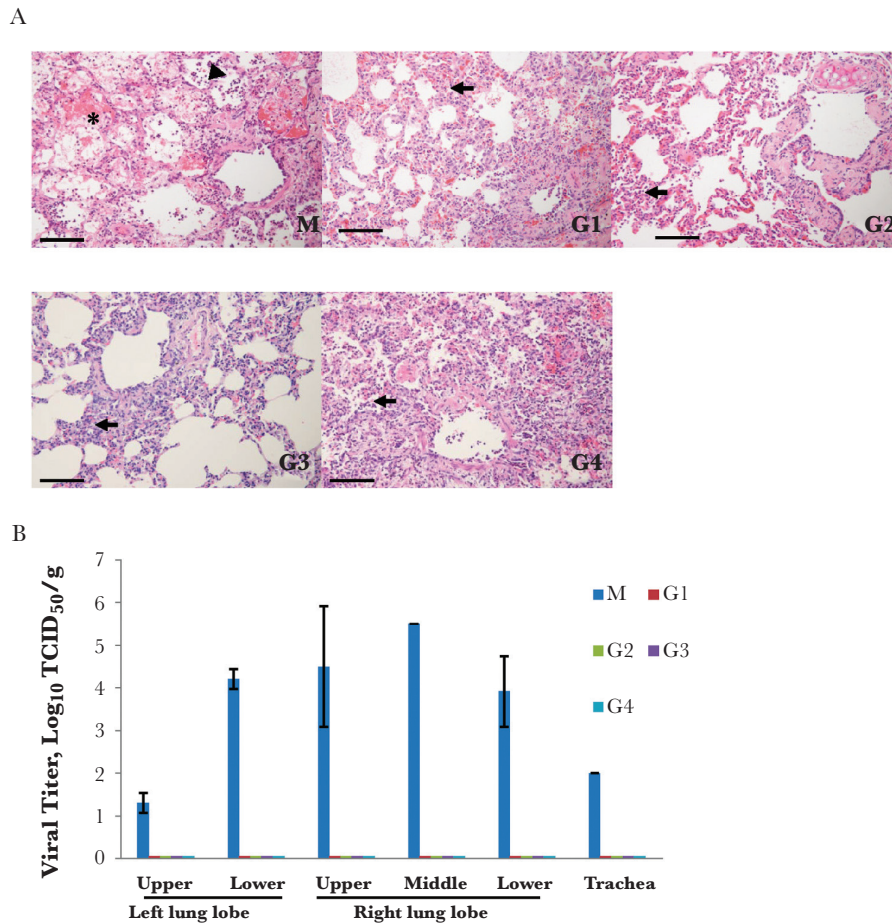 A
*
M
G1
G2
G3
G4
B
Viral Titer, Log10 TCID50/g
7
6
5
4
3
2
1
0
M G1
G2 G3
G4
Upper Lower Upper Middle Lower Trachea
Left lung lobe Right lung lobe